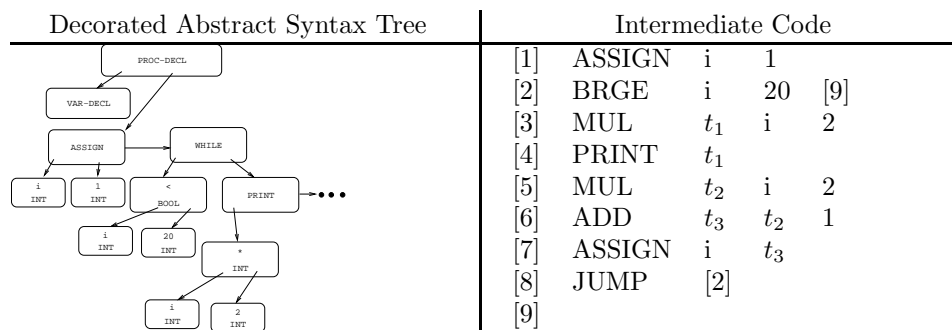 Decorated Abstract Syntax Tree
PROC-DECL
VAR-DECL
ASSIGN
WHILE
i
INT
1
INT
<
BOOL
PRINT
•••
i
INT
20
INT
*
INT
i
INT
2
INT
Intermediate Code
[1] ASSIGN i 1
[2] BRGE i 20 [9]
[3] MUL t₁ i 2
[4] PRINT t₁
[5] MUL t₂ i 2
[6] ADD t₃ t₂ 1
[7] ASSIGN i t₃
[8] JUMP [2]
[9]